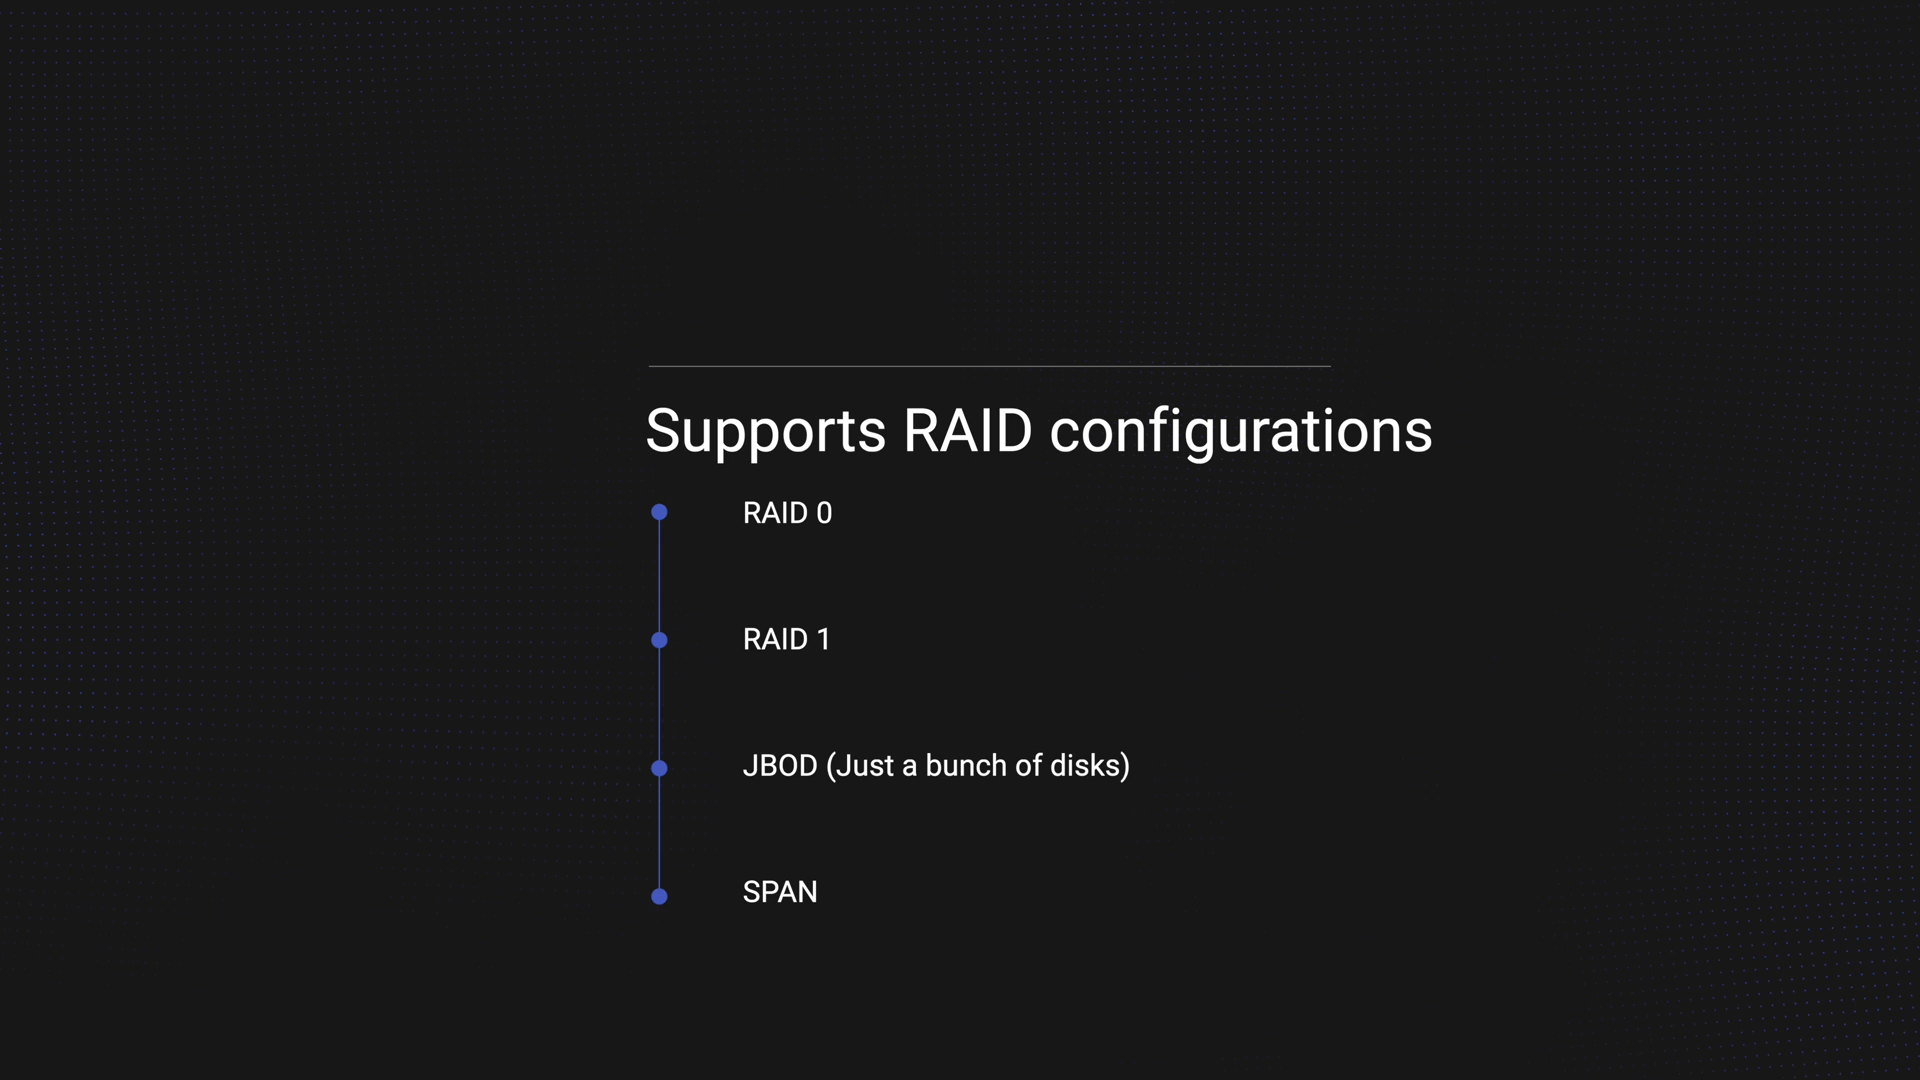 Supports RAID configurations
RAID 0
RAID 1
JBOD (Just a bunch of disks)
SPAN